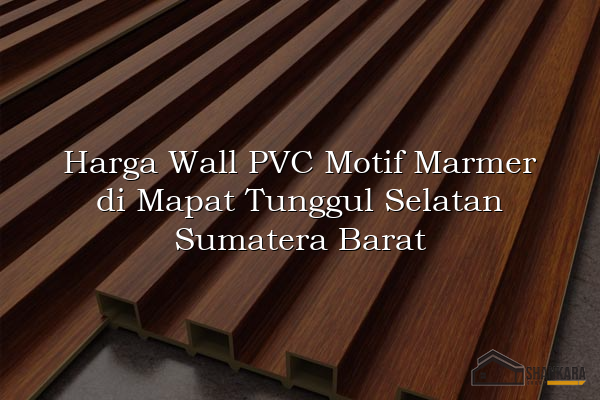 Harga Wall PVC Motif Marmer
di Mapat Tunggul Selatan
Sumatera Barat